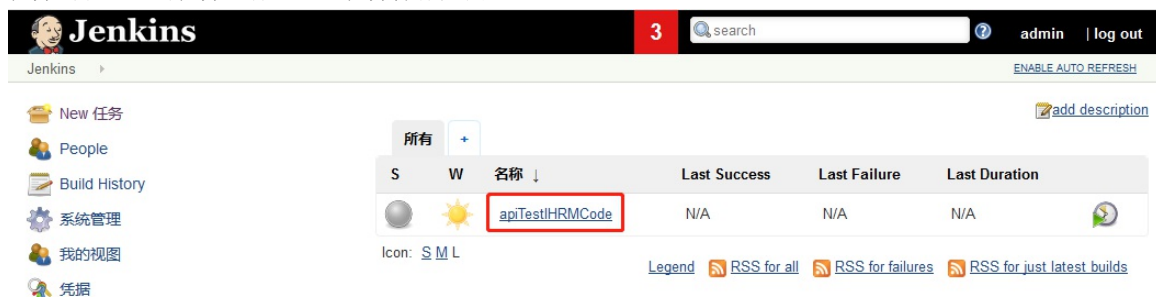 Jenkins
3
search
admin
| log out
Jenkins
ENABLE AUTO REFRESH
New 任务
People
Build History
系统管理
我的视图
凭据
add description
所有 +
S W 名称 ↓ Last Success Last Failure Last Duration
apiTestIHRMCode N/A N/A N/A
Icon: S M L
Legend RSS for all RSS for failures RSS for just latest builds